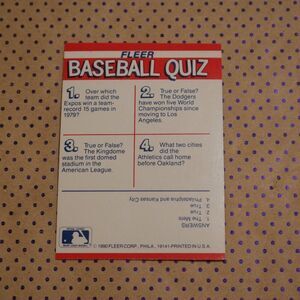 FLEER
BASEBALL QUIZ
1. Over which
team did the
Expos win a team-
record 15 games in
1979?
2. True or False?
The Dodgers
have won five World
Championships since
moving to Los
Angeles.
3. True or False?
The Kingdome
was the first domed
stadium in the
American League.
4. What two cities
did the
Athletics call home
before Oakland?
ANSWERS
1. The Mets
2. True
3. True
4. Philadelphia and Kansas City
© 1990 FLEER CORP., PHILA., 19141-PRINTED IN U.S.A.